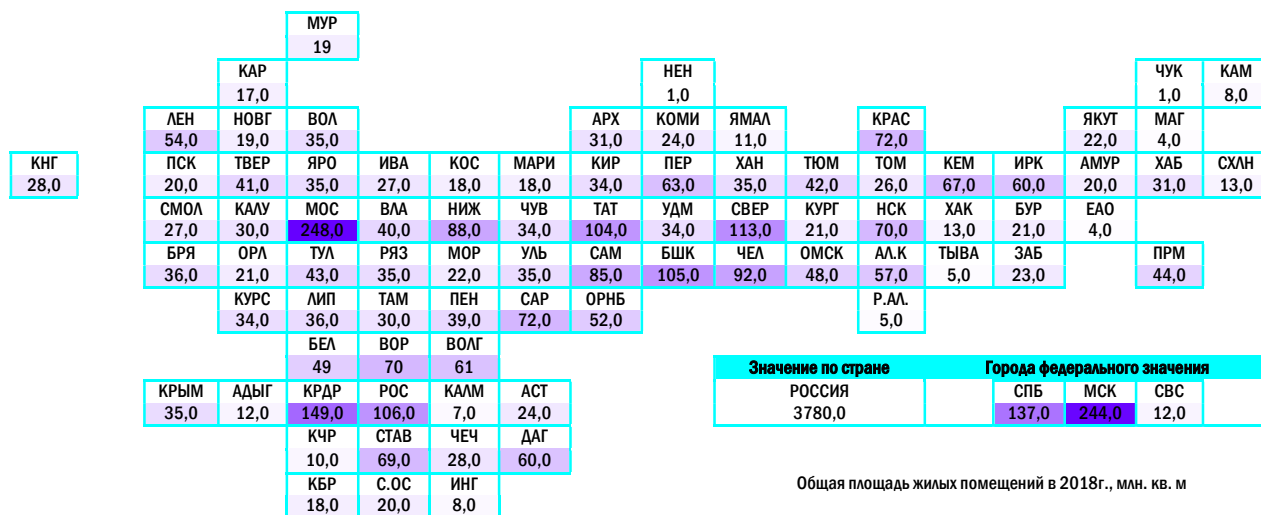 МУР
19
КАР НЕН ЧУК КАМ
17,0 1,0 1,0 8,0
ЛЕН НОВГ ВОЛ АРХ КОМИ ЯМАЛ КРАС ЯКУТ МАГ
54,0 19,0 35,0 31,0 24,0 11,0 72,0 22,0 4,0
КНГ ПСК ТВЕР ЯРО ИВА КОС МАРИ КИР ПЕР ХАН ТЮМ ТОМ КЕМ ИРК АМУР ХАБ СХЛН
28,0 20,0 41,0 35,0 27,0 18,0 18,0 34,0 63,0 35,0 42,0 26,0 67,0 60,0 20,0 31,0 13,0
СМОЛ КАЛУ МОС ВЛА НИЖ ЧУВ ТАТ УДМ СВЕР КУРГ НСК ХАК БУР ЕАО
27,0 30,0 248,0 40,0 88,0 34,0 104,0 34,0 113,0 21,0 70,0 13,0 21,0 4,0
БРЯ ОРЛ ТУЛ РЯЗ МОР УЛЬ САМ БШК ЧЕЛ ОМСК АЛ.К ТЫВА ЗАБ ПРМ
36,0 21,0 43,0 35,0 22,0 35,0 85,0 105,0 92,0 48,0 57,0 5,0 23,0 44,0
КУРС ЛИП ТАМ ПЕН САР ОРНБ Р.АЛ.
34,0 36,0 30,0 39,0 72,0 52,0 5,0
БЕЛ ВОР ВОЛГ
49 70 61
Значение по стране Города федерального значения
КРЫМ АДЫГ КРДР РОС КАЛМ АСТ РОССИЯ СПБ МСК СВС
35,0 12,0 149,0 106,0 7,0 24,0 3780,0 137,0 244,0 12,0
КЧР СТАВ ЧЕЧ ДАГ
10,0 69,0 28,0 60,0
КБР С.ОС ИНГ
18,0 20,0 8,0
Общая площадь жилых помещений в 2018г., млн. кв. м